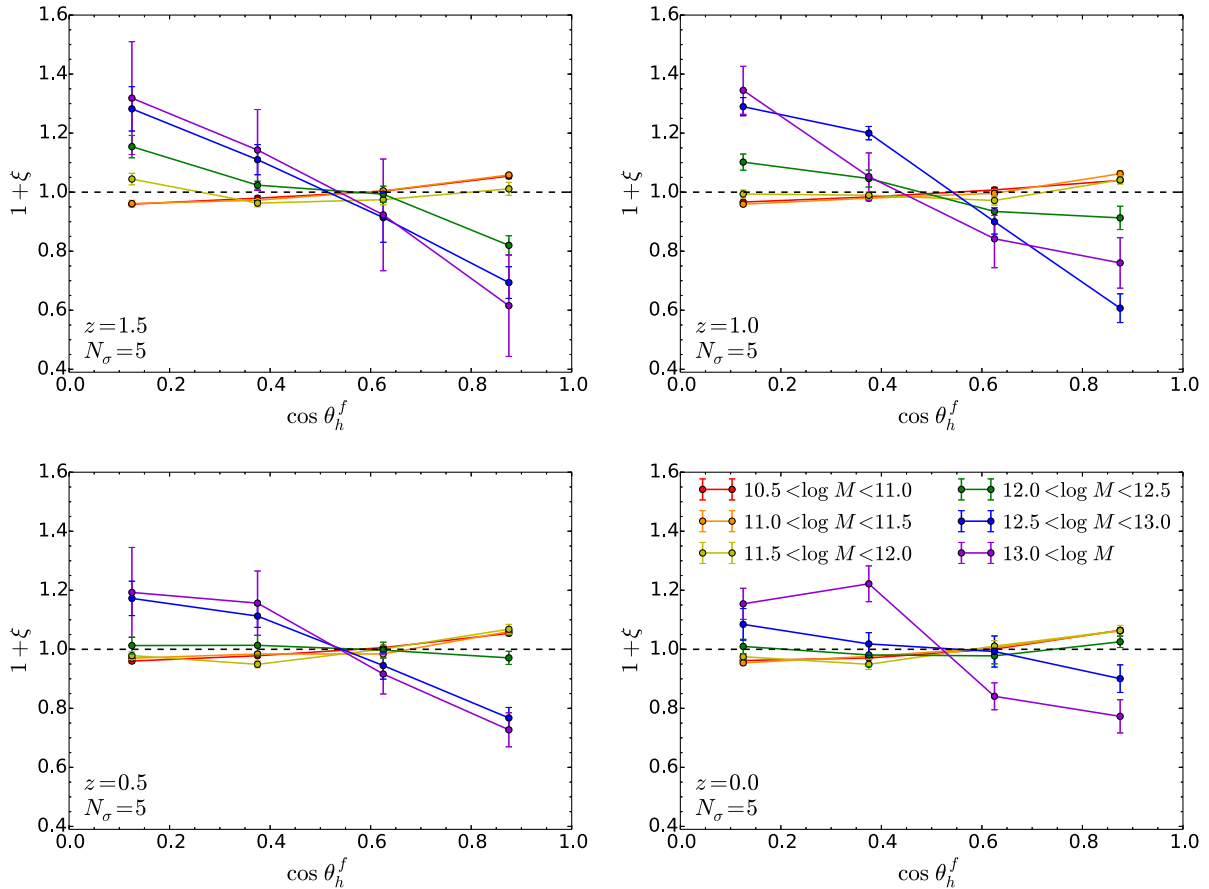 1.6
1.4
1.2
1.0
0.8
0.6
0.4
1 + ξ
z=1.5
N_σ=5
0.0 0.2 0.4 0.6 0.8 1.0
cos θ_h^f
1.6
1.4
1.2
1.0
0.8
0.6
0.4
1 + ξ
z=1.0
N_σ=5
0.0 0.2 0.4 0.6 0.8 1.0
cos θ_h^f
1.6
1.4
1.2
1.0
0.8
0.6
0.4
1 + ξ
z=0.5
N_σ=5
0.0 0.2 0.4 0.6 0.8 1.0
cos θ_h^f
1.6
1.4
1.2
1.0
0.8
0.6
0.4
1 + ξ
10.5 <log M <11.0
11.0 <log M <11.5
11.5 <log M <12.0
12.0 <log M <12.5
12.5 <log M <13.0
13.0 <log M
z=0.0
N_σ=5
0.0 0.2 0.4 0.6 0.8 1.0
cos θ_h^f